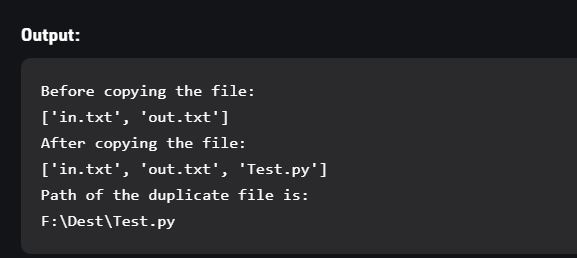 Output:
Before copying the file:
['in.txt', 'out.txt']
After copying the file:
['in.txt', 'out.txt', 'Test.py']
Path of the duplicate file is:
F:\Dest\Test.py